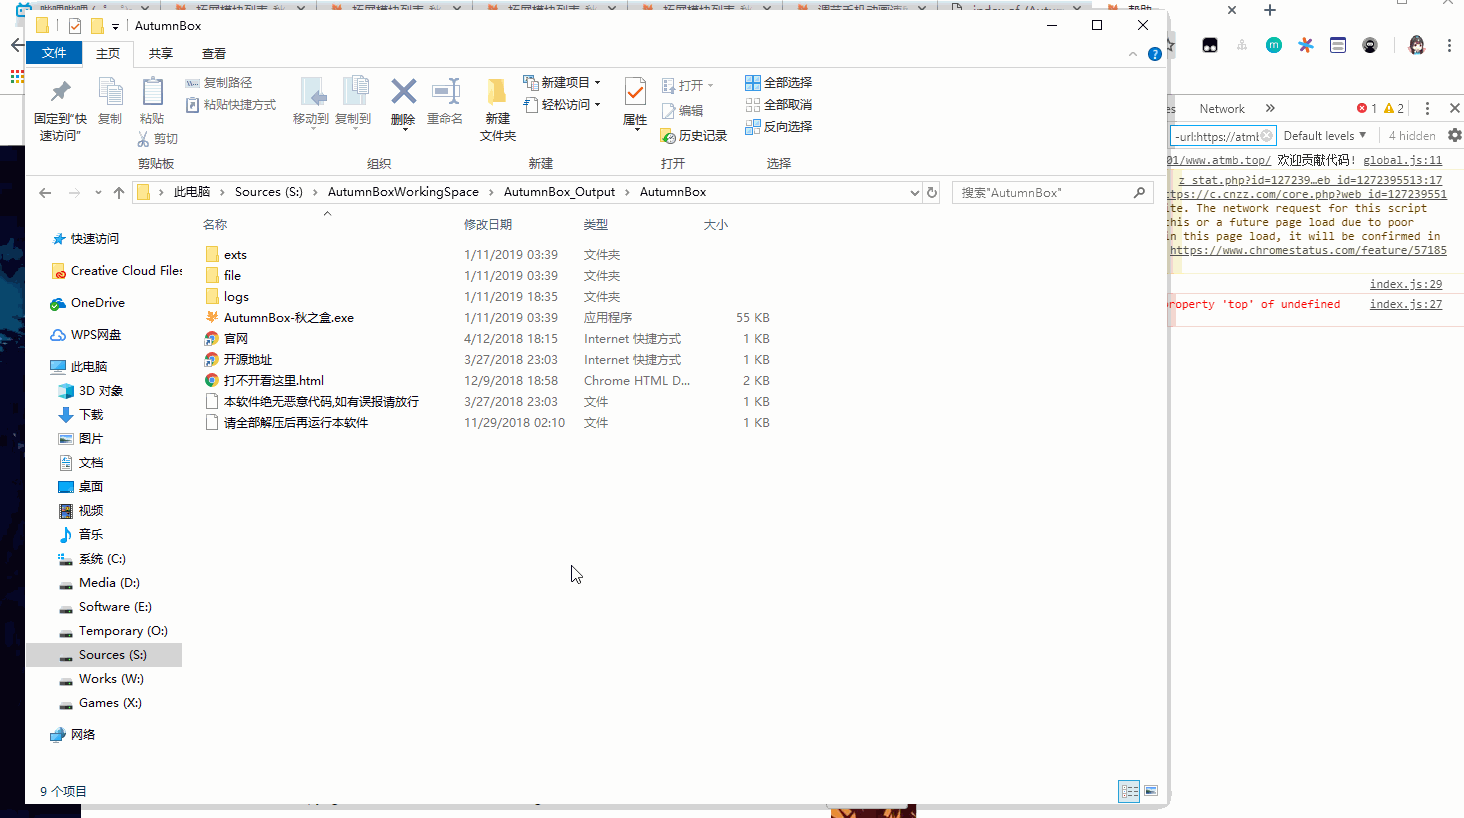 AutumnBox
文件
主页
共享
查看
固定到"快速访问"
复制
粘贴
复制路径
粘贴快捷方式
剪切
剪贴板
移动到
复制到
删除
重命名
组织
新建文件夹
新建项目
轻松访问
新建
属性
打开
编辑
历史记录
打开
全部选择
全部取消
反向选择
选择
此电脑 › Sources (S:) › AutumnBoxWorkingSpace › AutumnBox_Output › AutumnBox
搜索"AutumnBox"
名称 修改日期 类型 大小
exts 1/11/2019 03:39 文件夹
file 1/11/2019 03:39 文件夹
logs 1/11/2019 18:35 文件夹
AutumnBox-秋之盒.exe 1/11/2019 03:39 应用程序 55 KB
官网 4/12/2018 18:15 Internet 快捷方式 1 KB
开源地址 3/27/2018 23:03 Internet 快捷方式 1 KB
打不开看这里.html 12/9/2018 18:58 Chrome HTML D... 2 KB
本软件绝无恶意代码,如有误报请放行 3/27/2018 23:03 文件 1 KB
请全部解压后再运行本软件 11/29/2018 02:10 文件 1 KB
快速访问
Creative Cloud Files
OneDrive
WPS网盘
此电脑
3D 对象
下载
图片
文档
桌面
视频
音乐
系统 (C:)
Media (D:)
Software (E:)
Temporary (O:)
Sources (S:)
Works (W:)
Games (X:)
网络
9 个项目
Network » 1 2
-url:https://atmb Default levels ▼ 4 hidden
01/www.atmb.top/ 欢迎贡献代码! global.js:11
z_stat.php?id=127239…eb_id=1272395513:17
ttps://c.cnzz.com/core.php?web_id=127239551
ite. The network request for this script
his or a future page load due to poor
in this page load, it will be confirmed in
https://www.chromestatus.com/feature/57185
index.js:29
property 'top' of undefined index.js:27